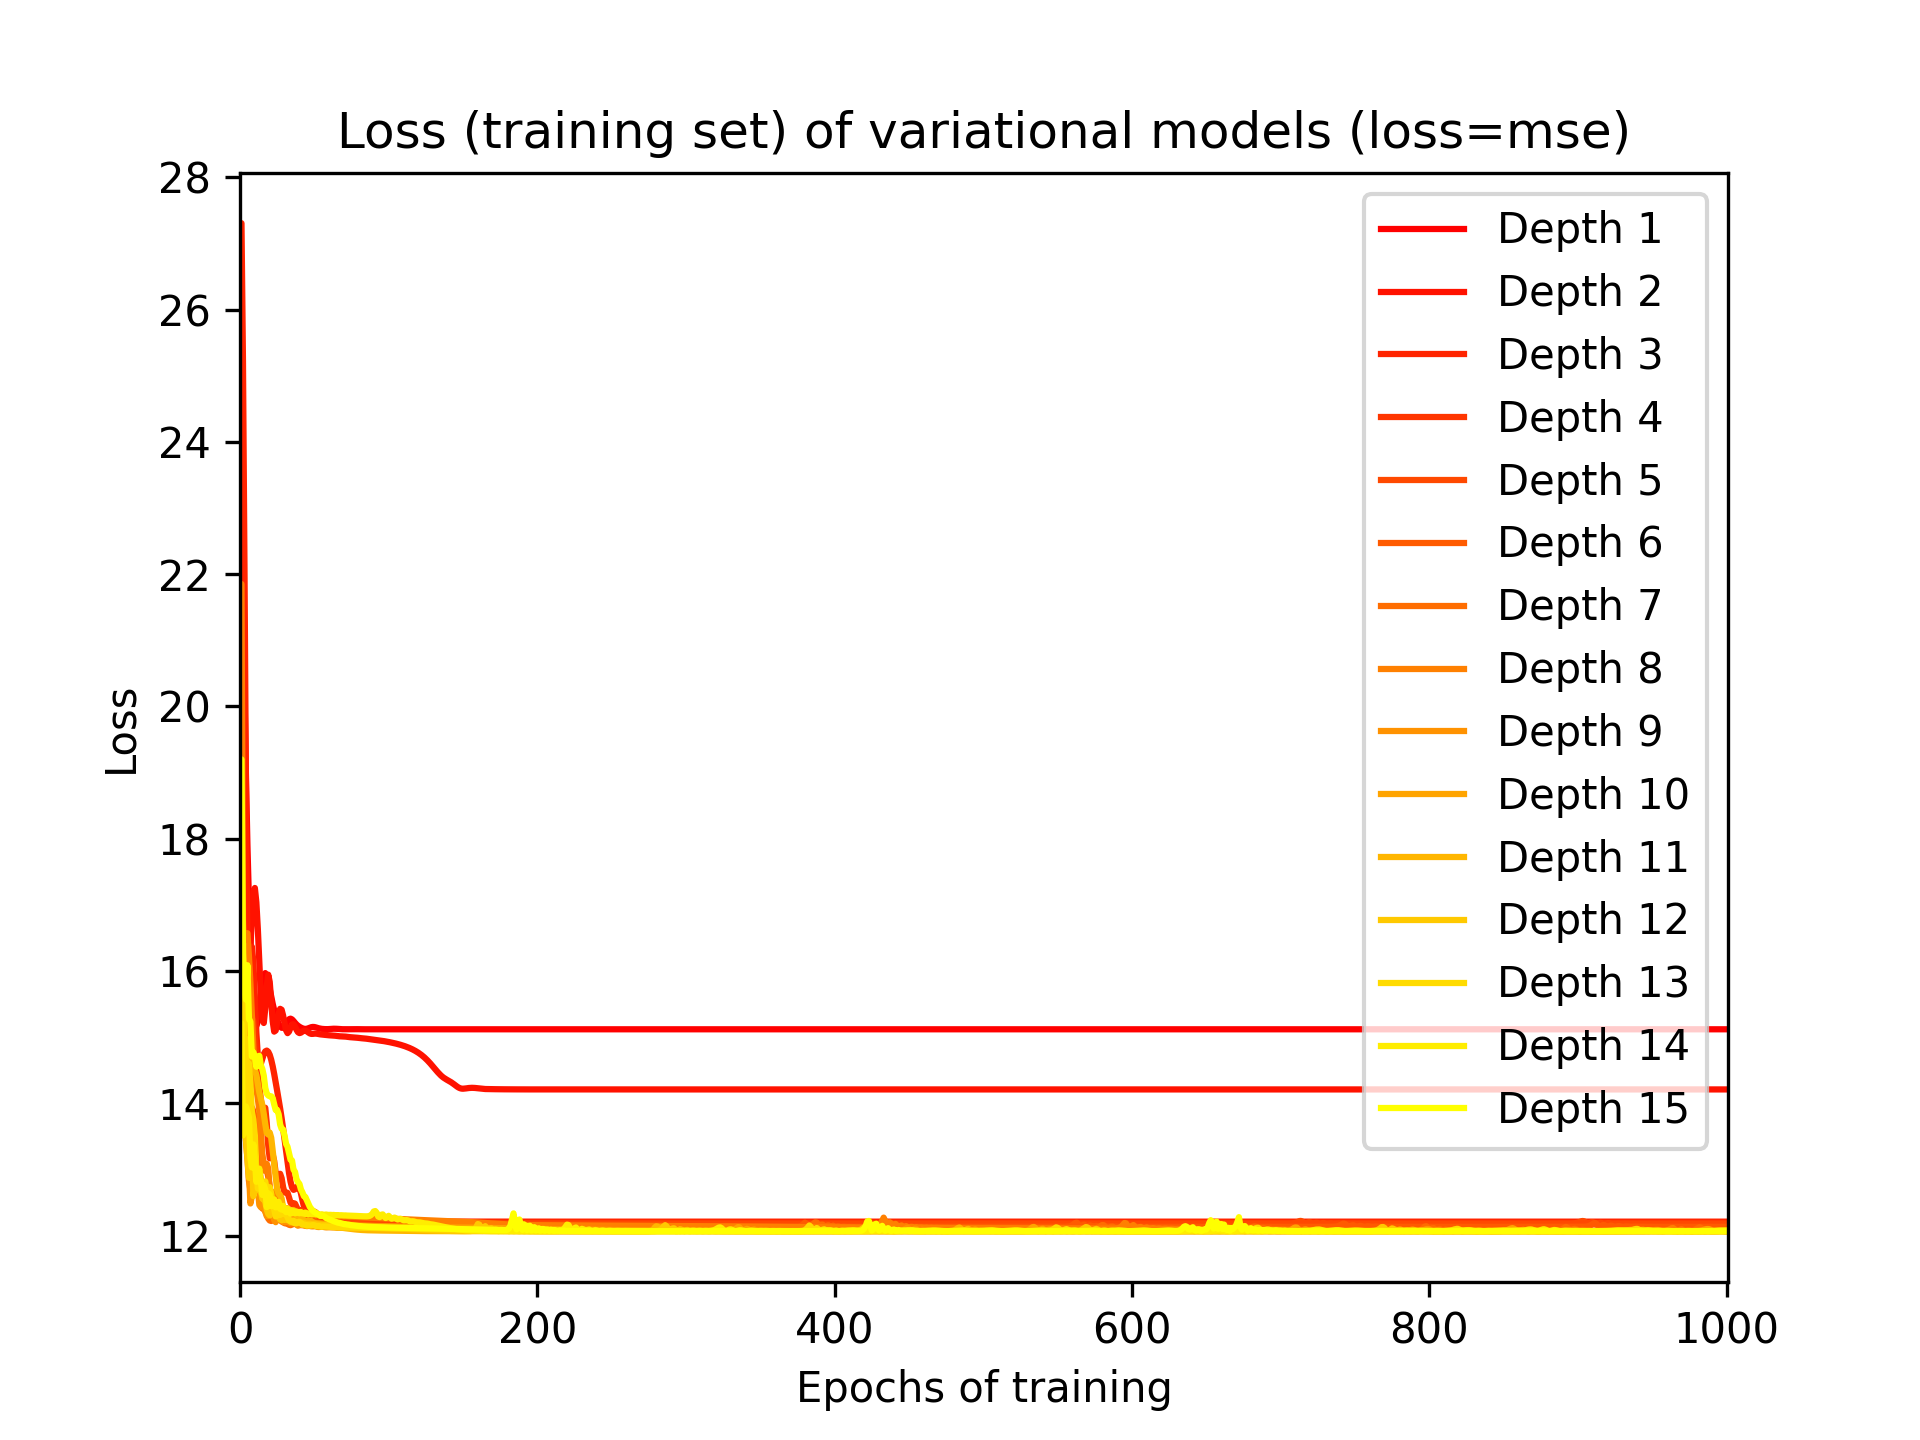 Loss (training set) of variational models (loss=mse)
28
26
24
22
20
18
16
14
12
Loss
0 200 400 600 800 1000
Epochs of training
Depth 1
Depth 2
Depth 3
Depth 4
Depth 5
Depth 6
Depth 7
Depth 8
Depth 9
Depth 10
Depth 11
Depth 12
Depth 13
Depth 14
Depth 15